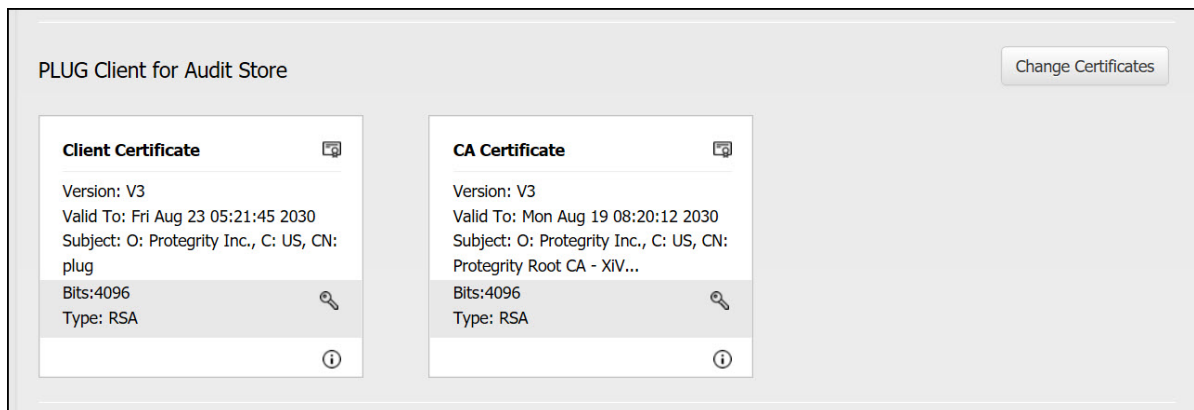 PLUG Client for Audit Store
Change Certificates
Client Certificate
Version: V3
Valid To: Fri Aug 23 05:21:45 2030
Subject: O: Protegrity Inc., C: US, CN:
plug
Bits:4096
Type: RSA
CA Certificate
Version: V3
Valid To: Mon Aug 19 08:20:12 2030
Subject: O: Protegrity Inc., C: US, CN:
Protegrity Root CA - XiV...
Bits:4096
Type: RSA